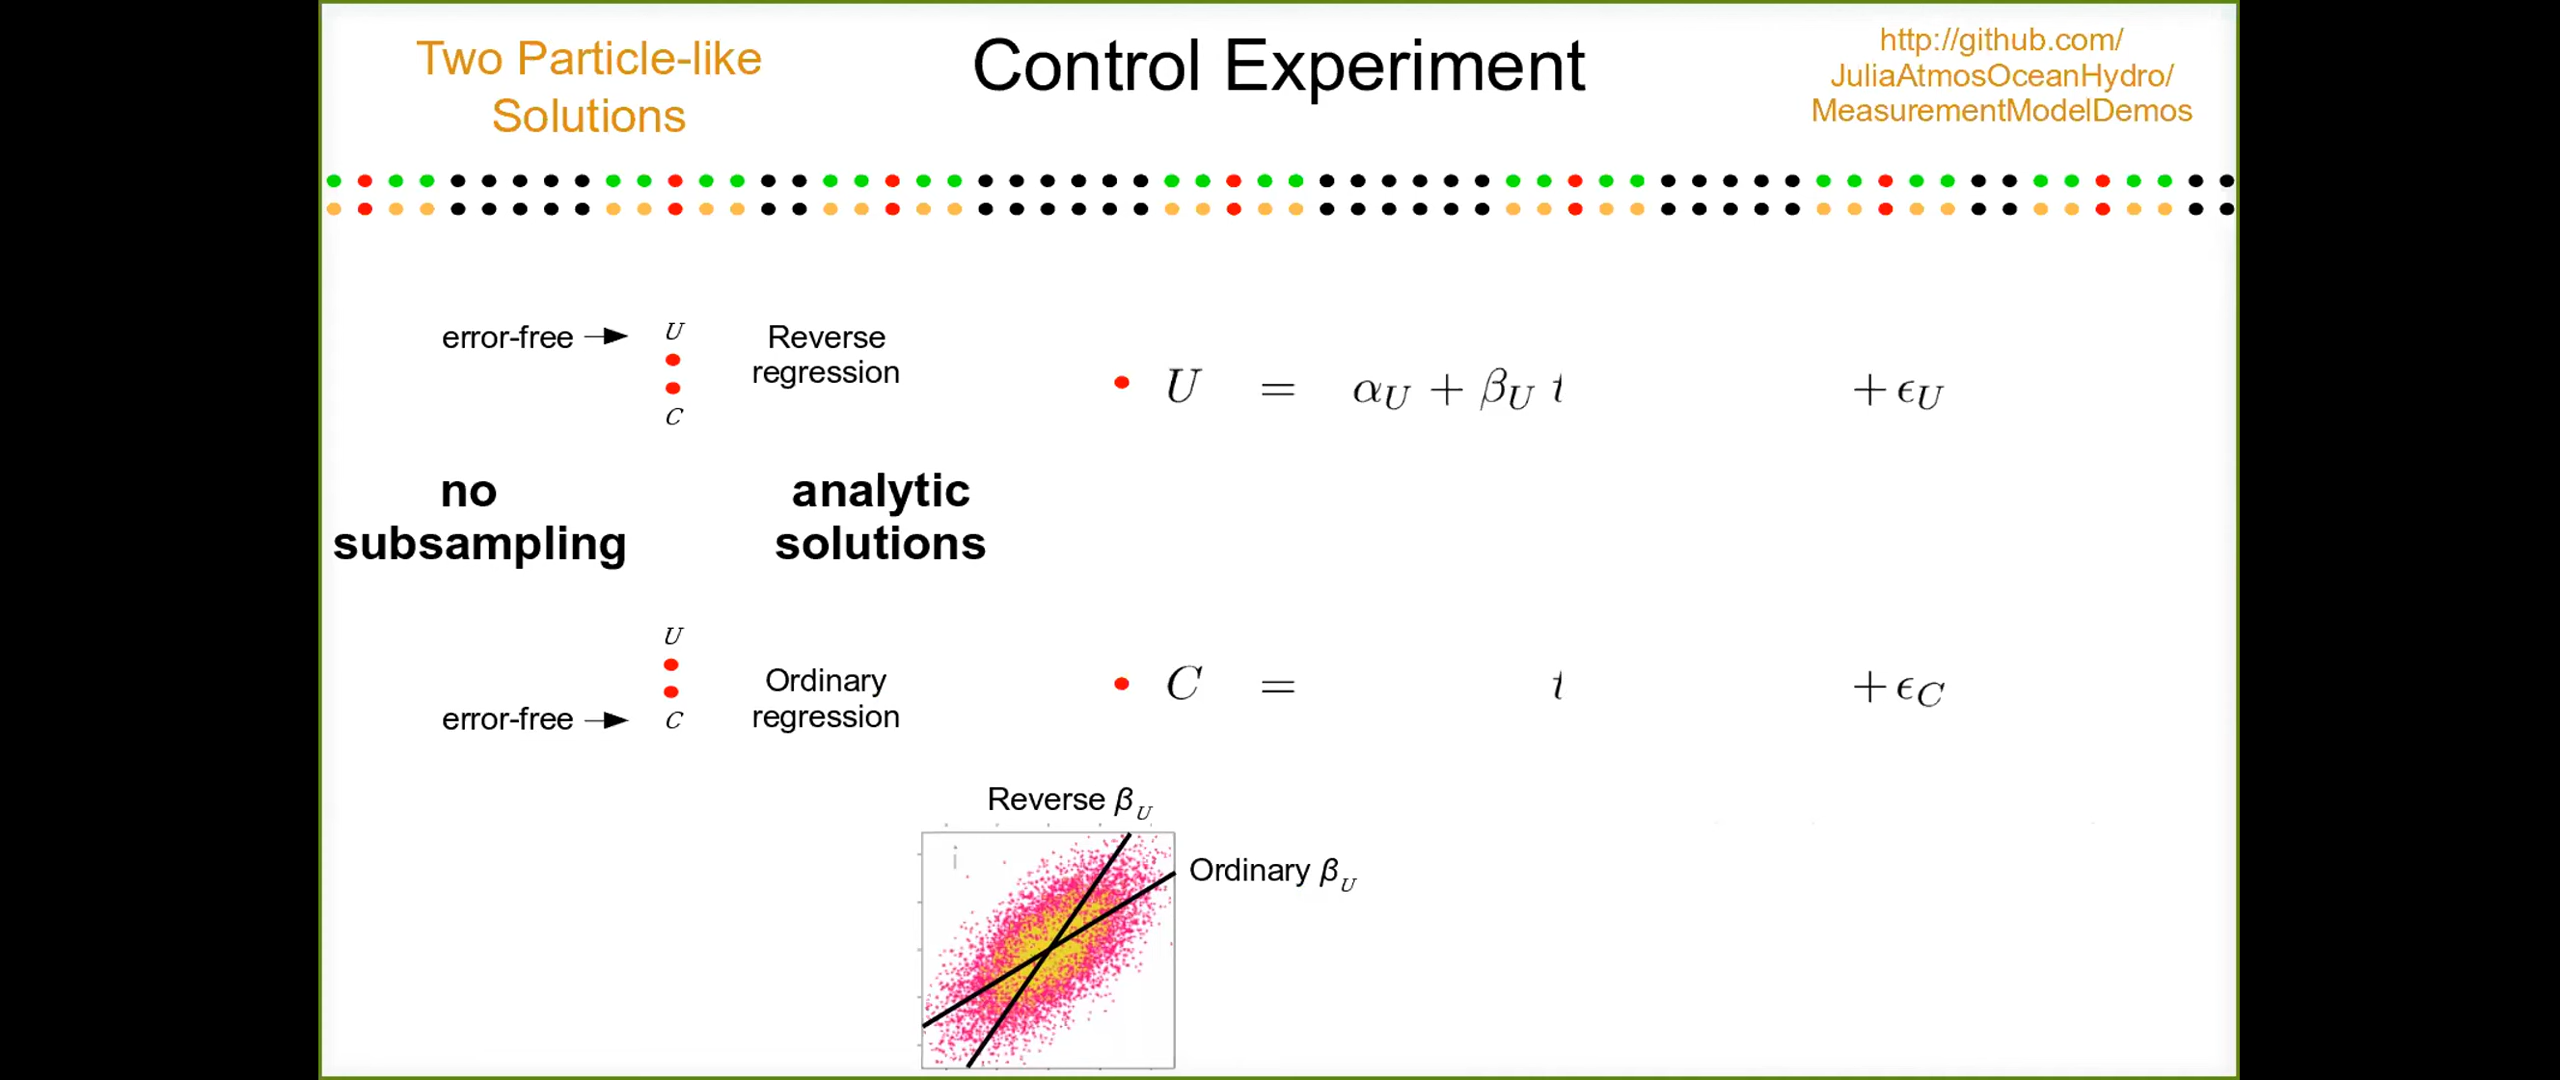 Two Particle-like
Solutions
Control Experiment
http://github.com/
JuliaAtmosOceanHydro/
MeasurementModelDemos
error-free
U
C
Reverse
regression
U = α_U + β_U t + ϵ_U
no
subsampling
analytic
solutions
U
error-free
C
Ordinary
regression
C = t + ϵ_C
Reverse β_U
i
Ordinary β_U